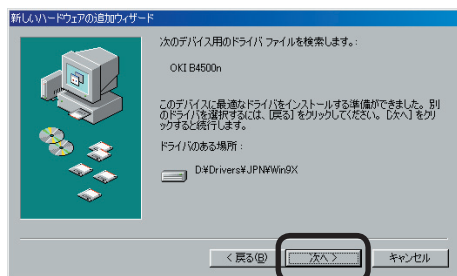 新しいハードウェアの追加ウィザード
次のデバイス用のドライバ ファイルを検索します。:
OKI B4500n
このデバイスに最適なドライバをインストールする準備ができました。別
のドライバを選択するには、[戻る] をクリックしてください。[次へ] をクリ
ックすると続行します。
ドライバのある場所 :
D:¥Drivers¥JPN¥Win9X
< 戻る(B)
次へ >
キャンセル